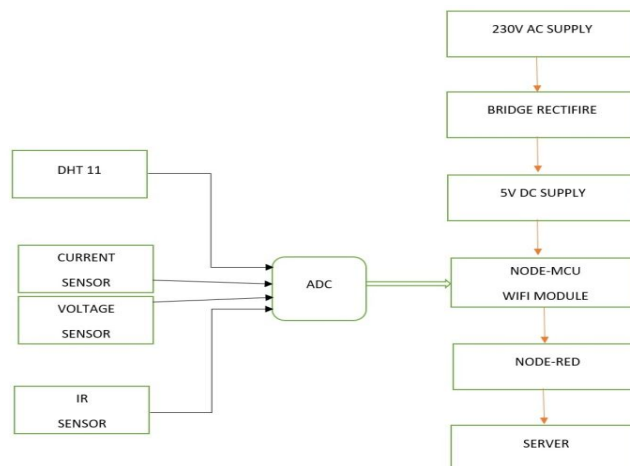 230V AC SUPPLY
BRIDGE RECTIFIRE
DHT 11
5V DC SUPPLY
CURRENT
SENSOR
VOLTAGE
SENSOR
ADC
NODE-MCU
WIFI MODULE
IR
SENSOR
NODE-RED
SERVER